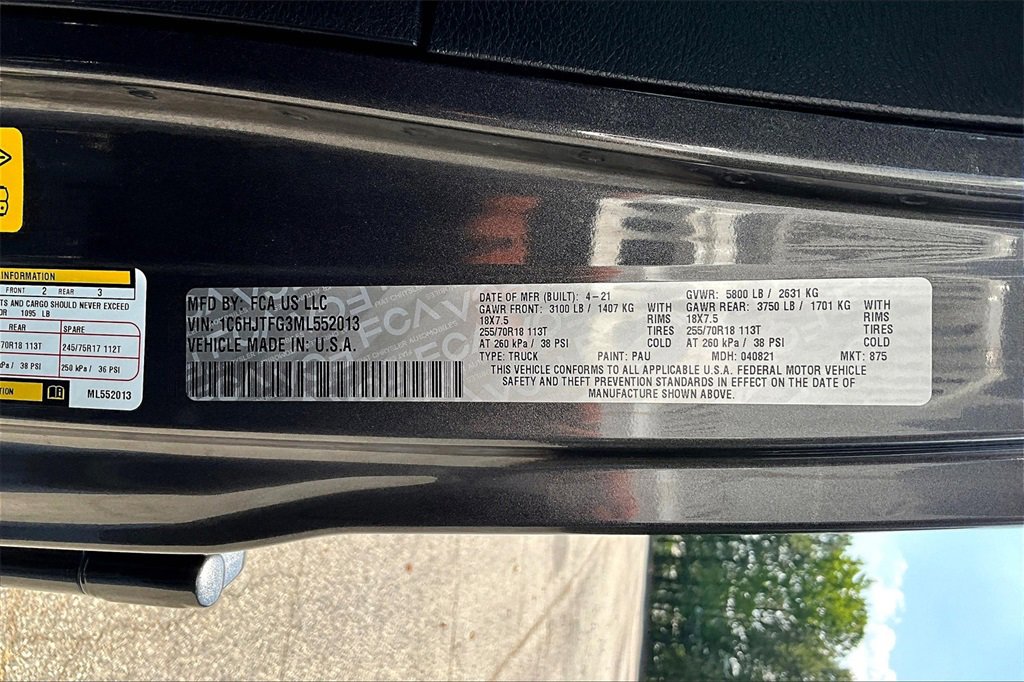 INFORMATION
FRONT 2 REAR 3
TS AND CARGO SHOULD NEVER EXCEED
1095 LB
REAR SPARE
70R18 113T 245/75R17 112T
kPa / 38 PSI 250 kPa / 36 PSI
TION
ML552013
MFD BY: FCA US LLC
VIN: 1C6HJTFG3ML552013
VEHICLE MADE IN: U.S.A.
FCA
DATE OF MFR (BUILT): 4-21 GVWR: 5800 LB / 2631 KG
GAWR FRONT: 3100 LB / 1407 KG WITH GAWR REAR: 3750 LB / 1701 KG WITH
18X7.5 RIMS 18X7.5 RIMS
255/70R18 113T TIRES 255/70R18 113T TIRES
AT 260 kPa / 38 PSI COLD AT 260 kPa / 38 PSI COLD
TYPE: TRUCK PAINT: PAU MDH: 040821 MKT: 875
THIS VEHICLE CONFORMS TO ALL APPLICABLE U.S.A. FEDERAL MOTOR VEHICLE
SAFETY AND THEFT PREVENTION STANDARDS IN EFFECT ON THE DATE OF
MANUFACTURE SHOWN ABOVE.